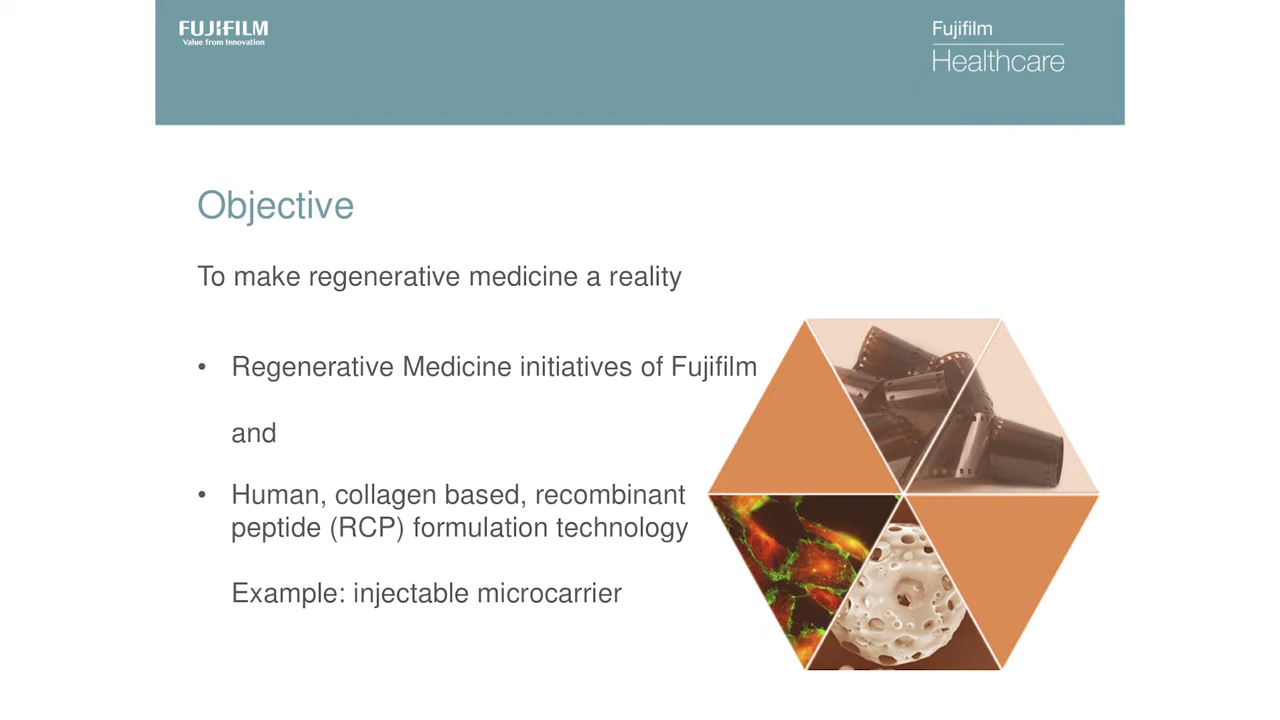 FUJIFILM
Value from Innovation
Fujifilm
Healthcare
Objective
To make regenerative medicine a reality
• Regenerative Medicine initiatives of Fujifilm
and
• Human, collagen based, recombinant
peptide (RCP) formulation technology
Example: injectable microcarrier